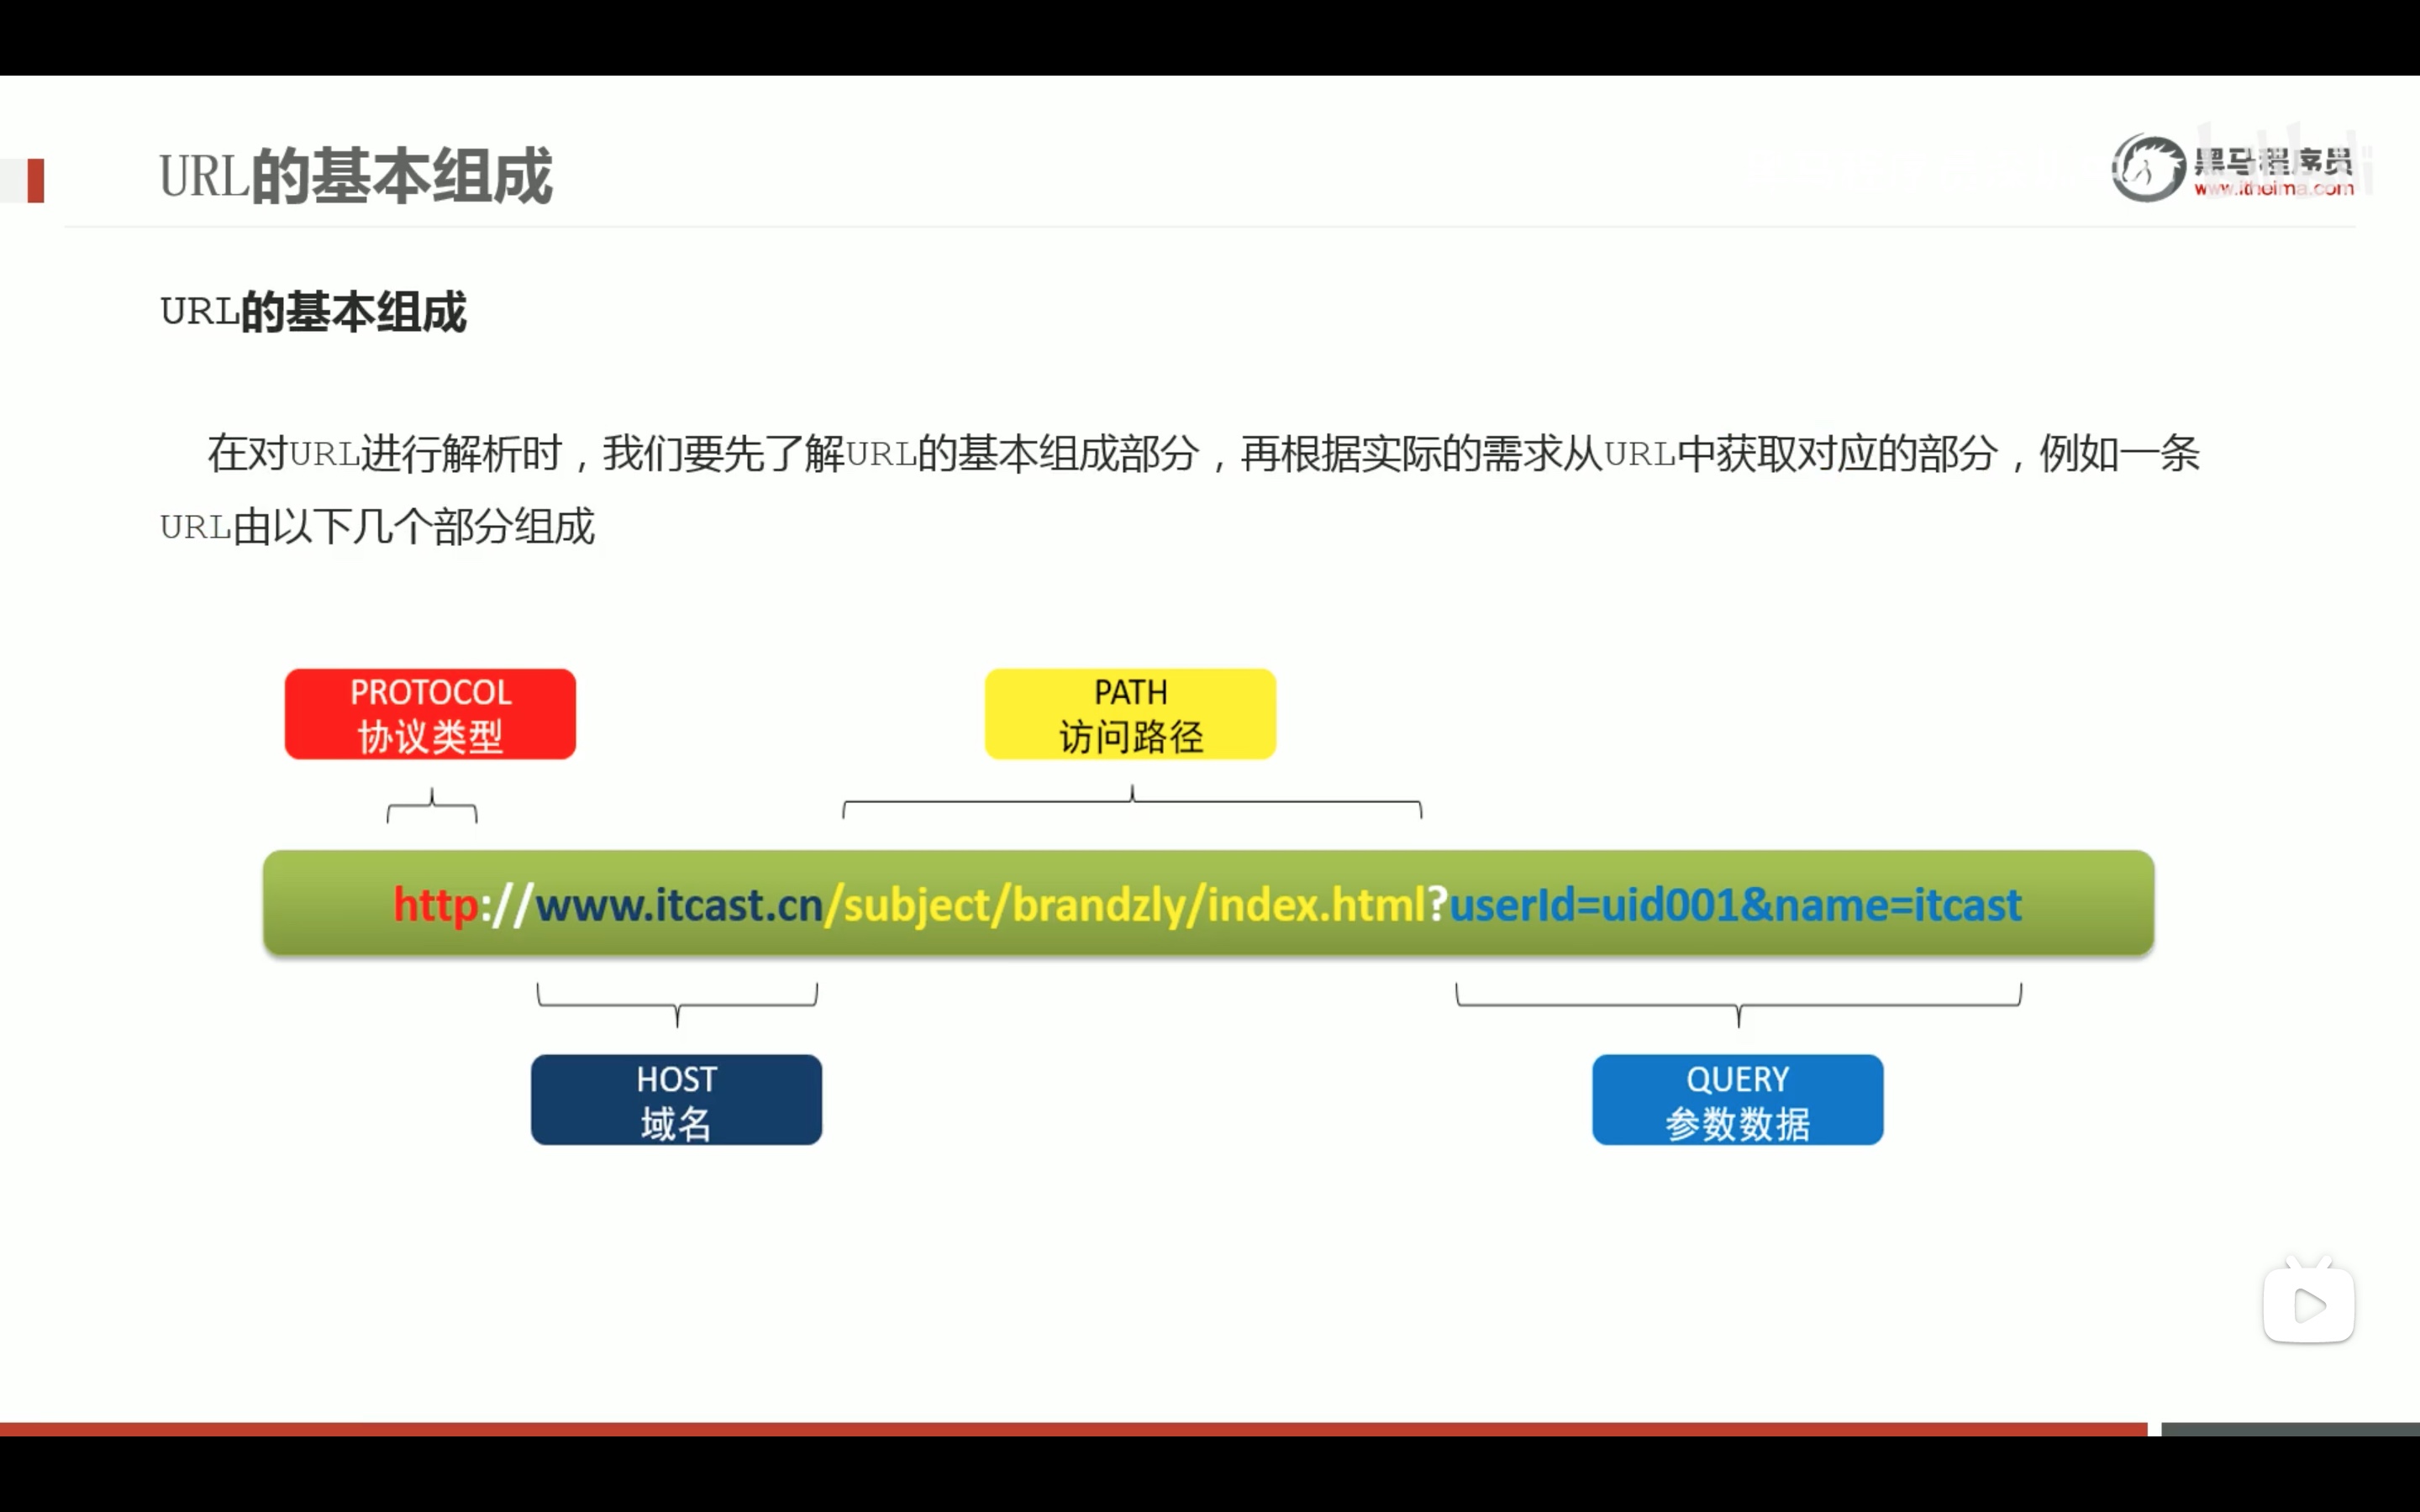 URL的基本组成
黑马程序员
www.itheima.com
URL的基本组成
在对URL进行解析时，我们要先了解URL的基本组成部分，再根据实际的需求从URL中获取对应的部分，例如一条
URL由以下几个部分组成
PROTOCOL
协议类型
PATH
访问路径
http://www.itcast.cn/subject/brandzly/index.html?userId=uid001&name=itcast
HOST
域名
QUERY
参数数据